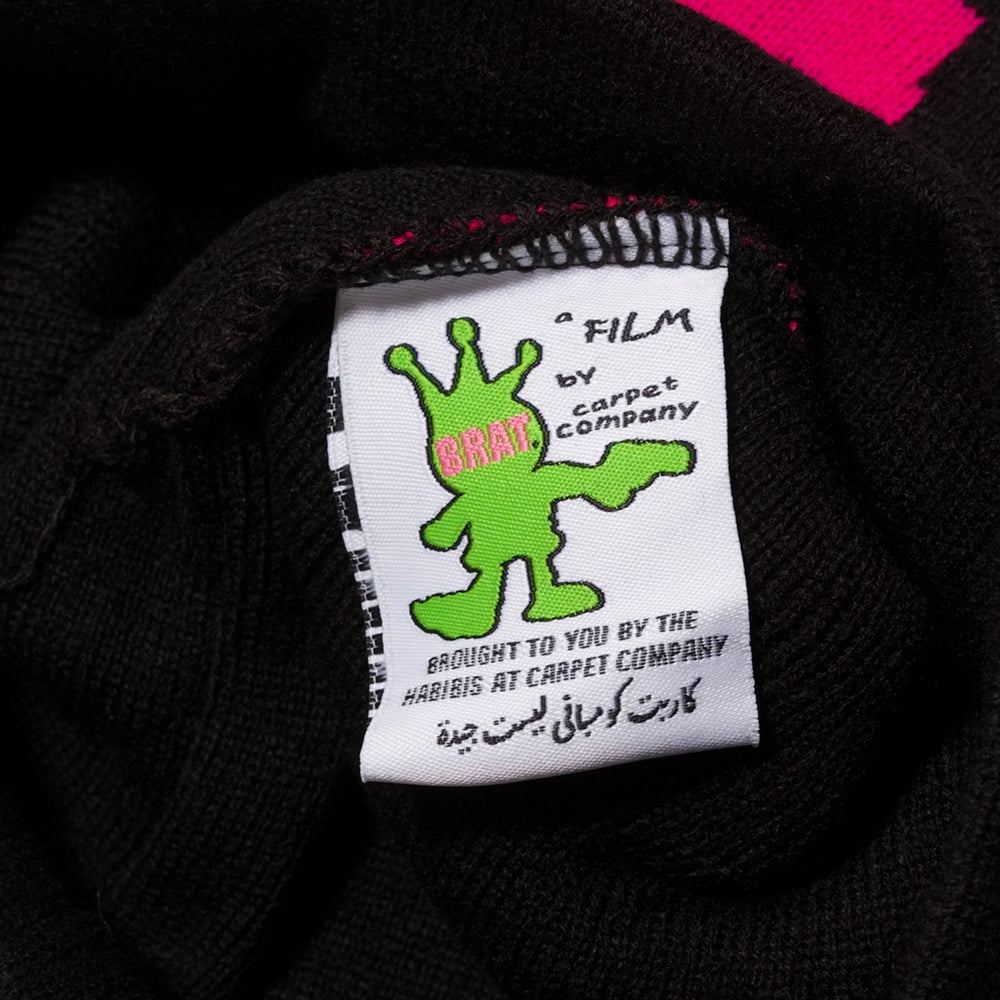 a FILM
by
carpet
company
BRAT
BROUGHT TO YOU BY THE
HABIBIS AT CARPET COMPANY
كاربت كومباني ليست جيدة